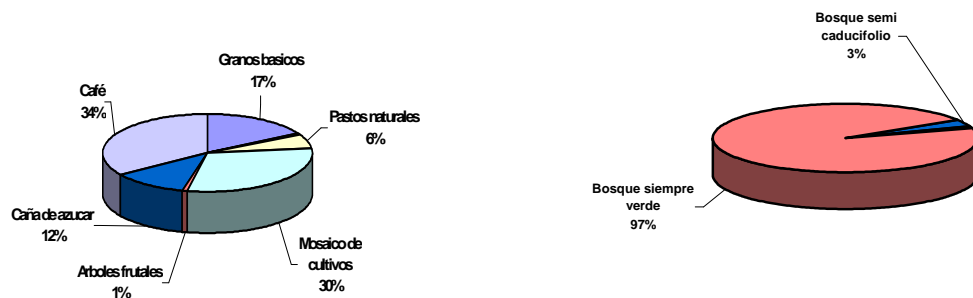 Granos basicos
17%
Café
34%
Pastos naturales
6%
Caña de azucar
12%
Arboles frutales
1%
Mosaico de
cultivos
30%
Bosque semi
caducifolio
3%
Bosque siempre
verde
97%